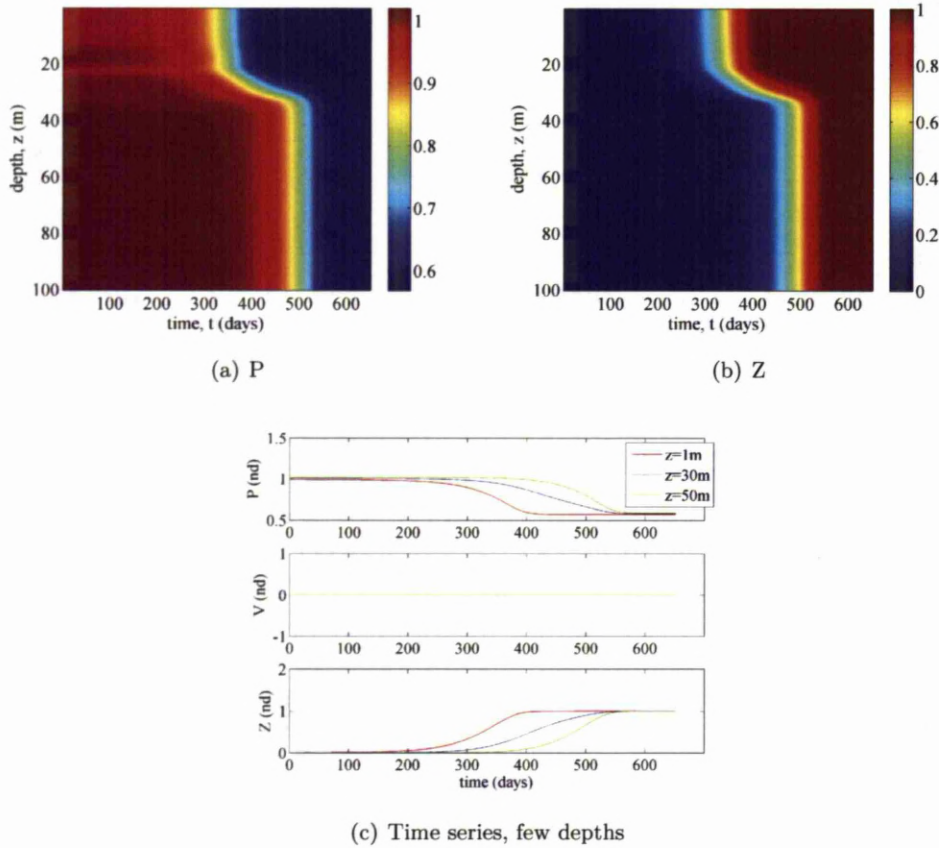 1
0.9
0.8
0.7
0.6
20
40
60
80
100
depth, z (m)
100 200 300 400 500 600
time, t (days)
(a) P
1
0.8
0.6
0.4
0.2
0
20
40
60
80
100
depth, z (m)
100 200 300 400 500 600
time, t (days)
(b) Z
1.5
1
0.5
P (nd)
0 100 200 300 400 500 600
z=1m
z=30m
z=50m
1
0
-1
V (nd)
0 100 200 300 400 500 600
2
1
0
Z (nd)
0 100 200 300 400 500 600
time (days)
(c) Time series, few depths